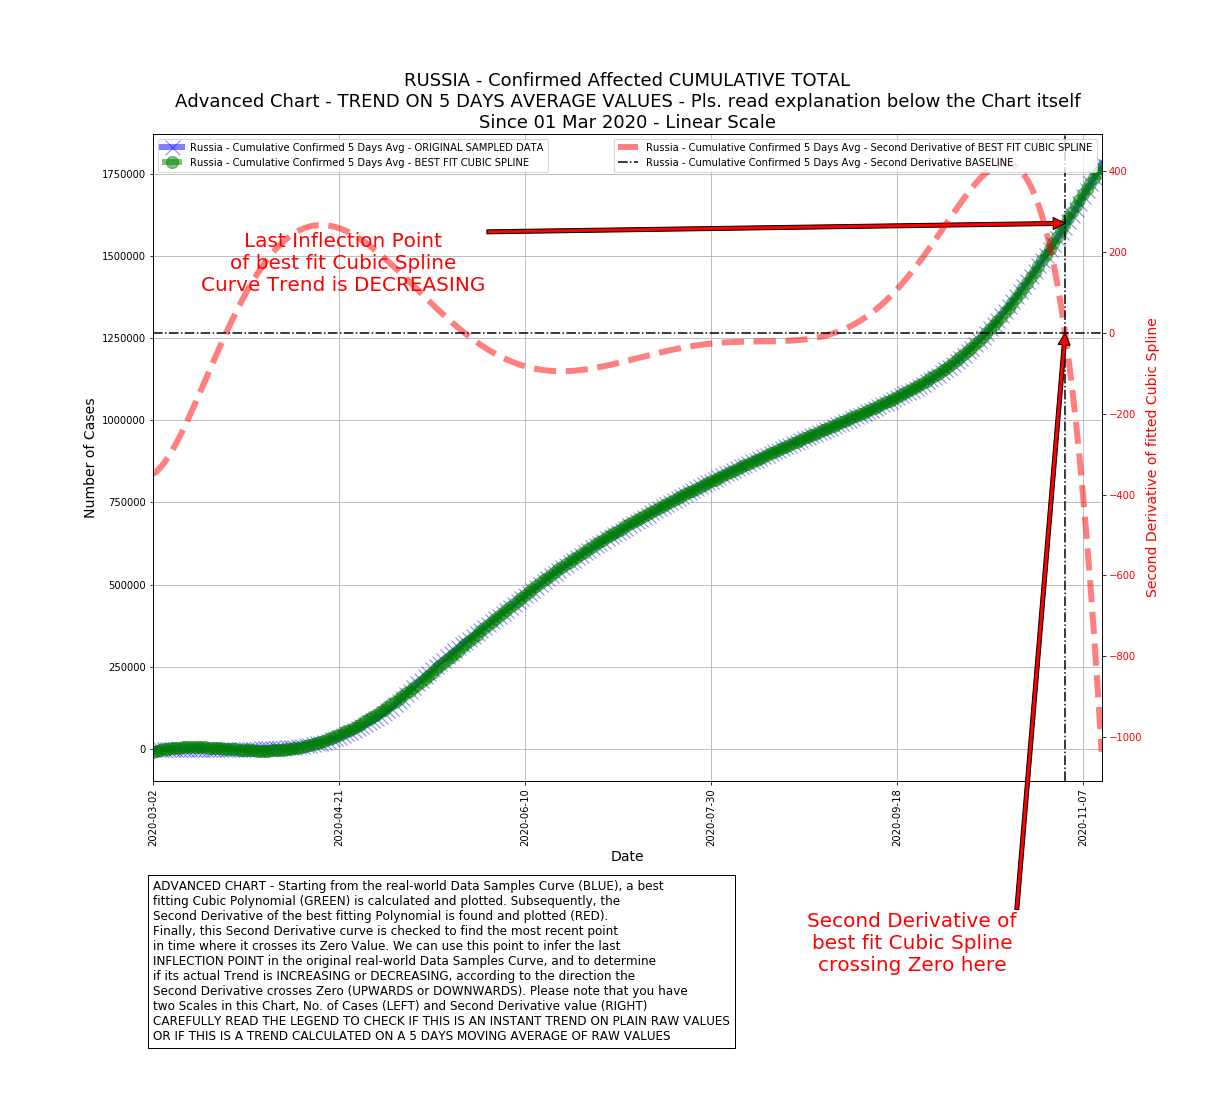 RUSSIA - Confirmed Affected CUMULATIVE TOTAL
Advanced Chart - TREND ON 5 DAYS AVERAGE VALUES - Pls. read explanation below the Chart itself
Since 01 Mar 2020 - Linear Scale
Russia - Cumulative Confirmed 5 Days Avg - ORIGINAL SAMPLED DATA
Russia - Cumulative Confirmed 5 Days Avg - BEST FIT CUBIC SPLINE
Russia - Cumulative Confirmed 5 Days Avg - Second Derivative of BEST FIT CUBIC SPLINE
Russia - Cumulative Confirmed 5 Days Avg - Second Derivative BASELINE
Last Inflection Point
of best fit Cubic Spline
Curve Trend is DECREASING
Number of Cases
1750000
1500000
1250000
1000000
750000
500000
250000
0
400
200
0
−200
−400
−600
−800
−1000
Second Derivative of fitted Cubic Spline
2020-03-02
2020-04-21
2020-06-10
2020-07-30
2020-09-18
2020-11-07
Date
ADVANCED CHART - Starting from the real-world Data Samples Curve (BLUE), a best
fitting Cubic Polynomial (GREEN) is calculated and plotted. Subsequently, the
Second Derivative of the best fitting Polynomial is found and plotted (RED).
Finally, this Second Derivative curve is checked to find the most recent point
in time where it crosses its Zero Value. We can use this point to infer the last
INFLECTION POINT in the original real-world Data Samples Curve, and to determine
if its actual Trend is INCREASING or DECREASING, according to the direction the
Second Derivative crosses Zero (UPWARDS or DOWNWARDS). Please note that you have
two Scales in this Chart, No. of Cases (LEFT) and Second Derivative value (RIGHT)
CAREFULLY READ THE LEGEND TO CHECK IF THIS IS AN INSTANT TREND ON PLAIN RAW VALUES
OR IF THIS IS A TREND CALCULATED ON A 5 DAYS MOVING AVERAGE OF RAW VALUES
Second Derivative of
best fit Cubic Spline
crossing Zero here